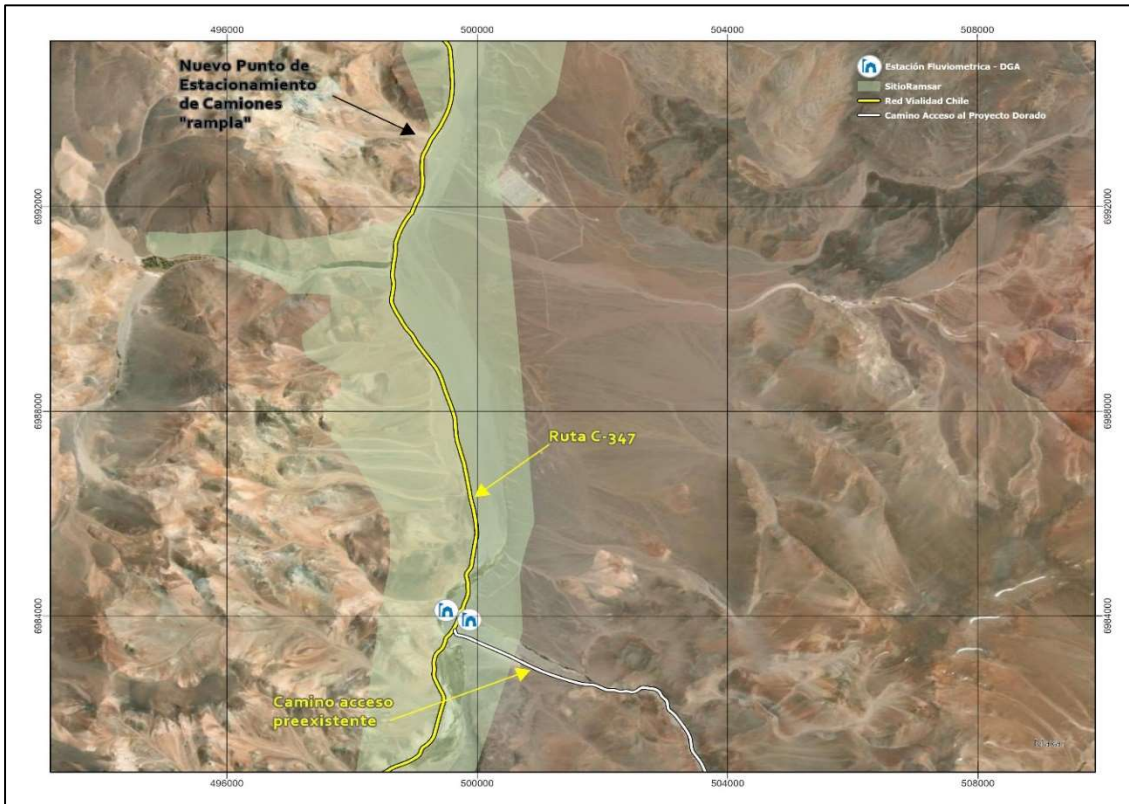 496000 500000 504000 508000
Nuevo Punto de
Estacionamiento
de Camiones
"rampla"
Estación Fluviometrica - DGA
SitioRamsar
Red Vialidad Chile
Camino Acceso al Proyecto Dorado
6992000 6992000
6988000 6988000
Ruta C-347
6984000 6984000
Camino acceso
preexistente
496000 500000 504000 508000